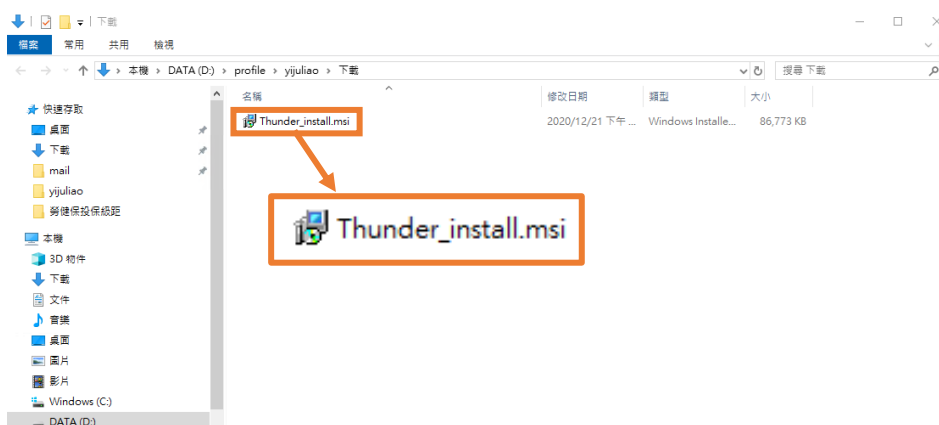 下載
檔案 常用 共用 檢視
本機 › DATA (D:) › profile › yijuliao › 下載
搜尋 下載
名稱 修改日期 類型 大小
Thunder_install.msi 2020/12/21 下午 ... Windows Installe... 86,773 KB
Thunder_install.msi
快速存取
桌面
下載
mail
yijuliao
勞健保投保級距
本機
3D 物件
下載
文件
音樂
桌面
圖片
影片
Windows (C:)
DATA (D:)